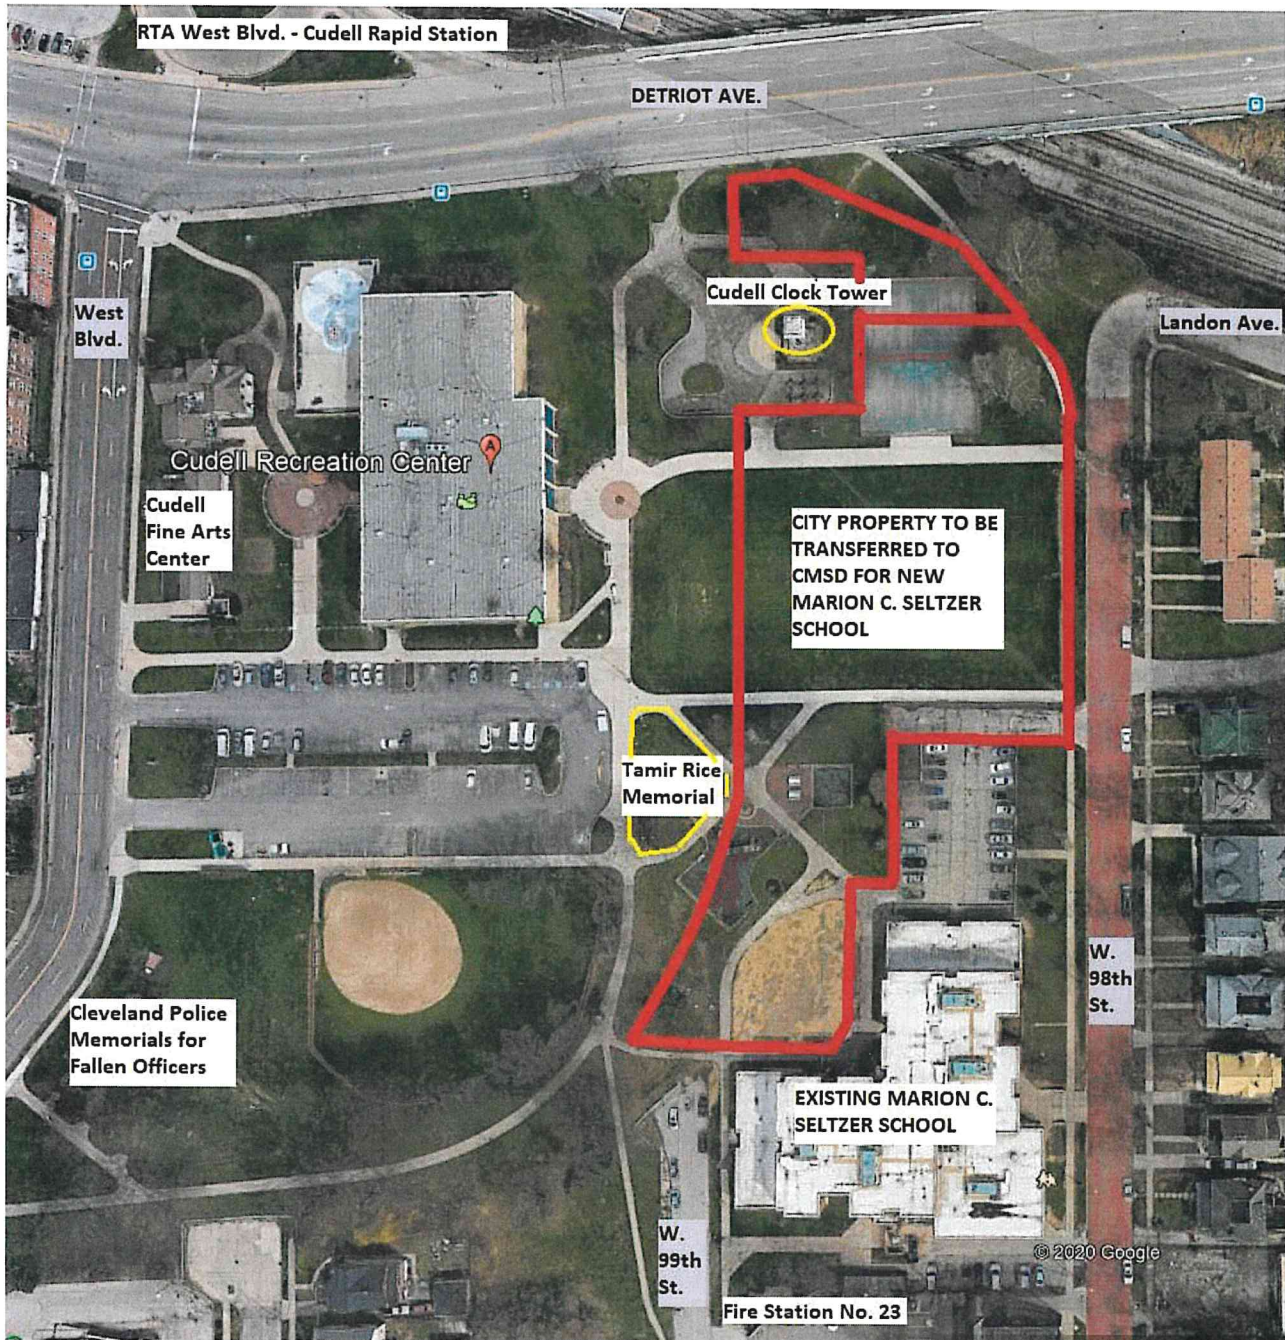 RTA West Blvd. - Cudell Rapid Station
DETRIOT AVE.
West
Blvd.
Cudell Clock Tower
Landon Ave.
A
Cudell Recreation Center
Cudell
Fine Arts
Center
CITY PROPERTY TO BE
TRANSFERRED TO
CMSD FOR NEW
MARION C. SELTZER
SCHOOL
Tamir Rice
Memorial
W.
98th
St.
Cleveland Police
Memorials for
Fallen Officers
EXISTING MARION C.
SELTZER SCHOOL
W.
99th
St.
© 2020 Google
Fire Station No. 23